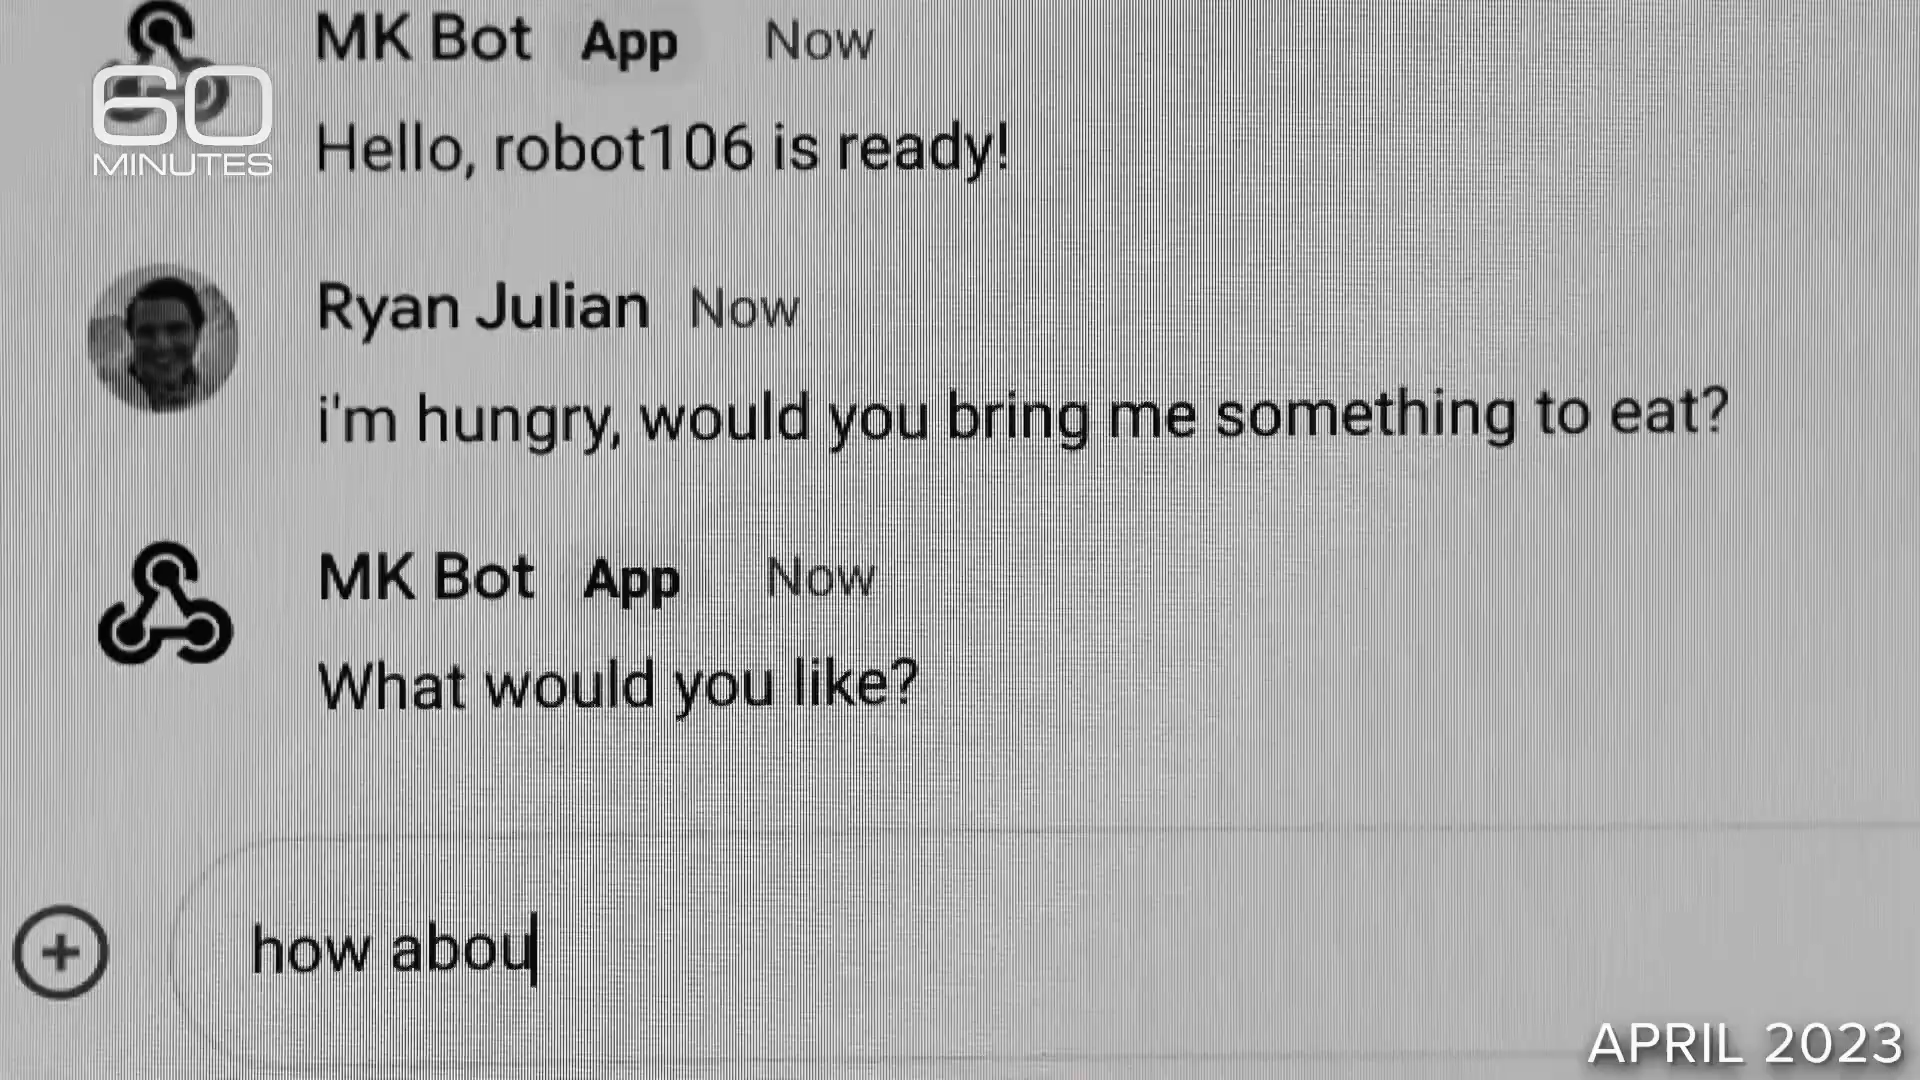 MK Bot App Now
60
MINUTES
Hello, robot106 is ready!
Ryan Julian Now
i'm hungry, would you bring me something to eat?
MK Bot App Now
What would you like?
how abou
APRIL 2023